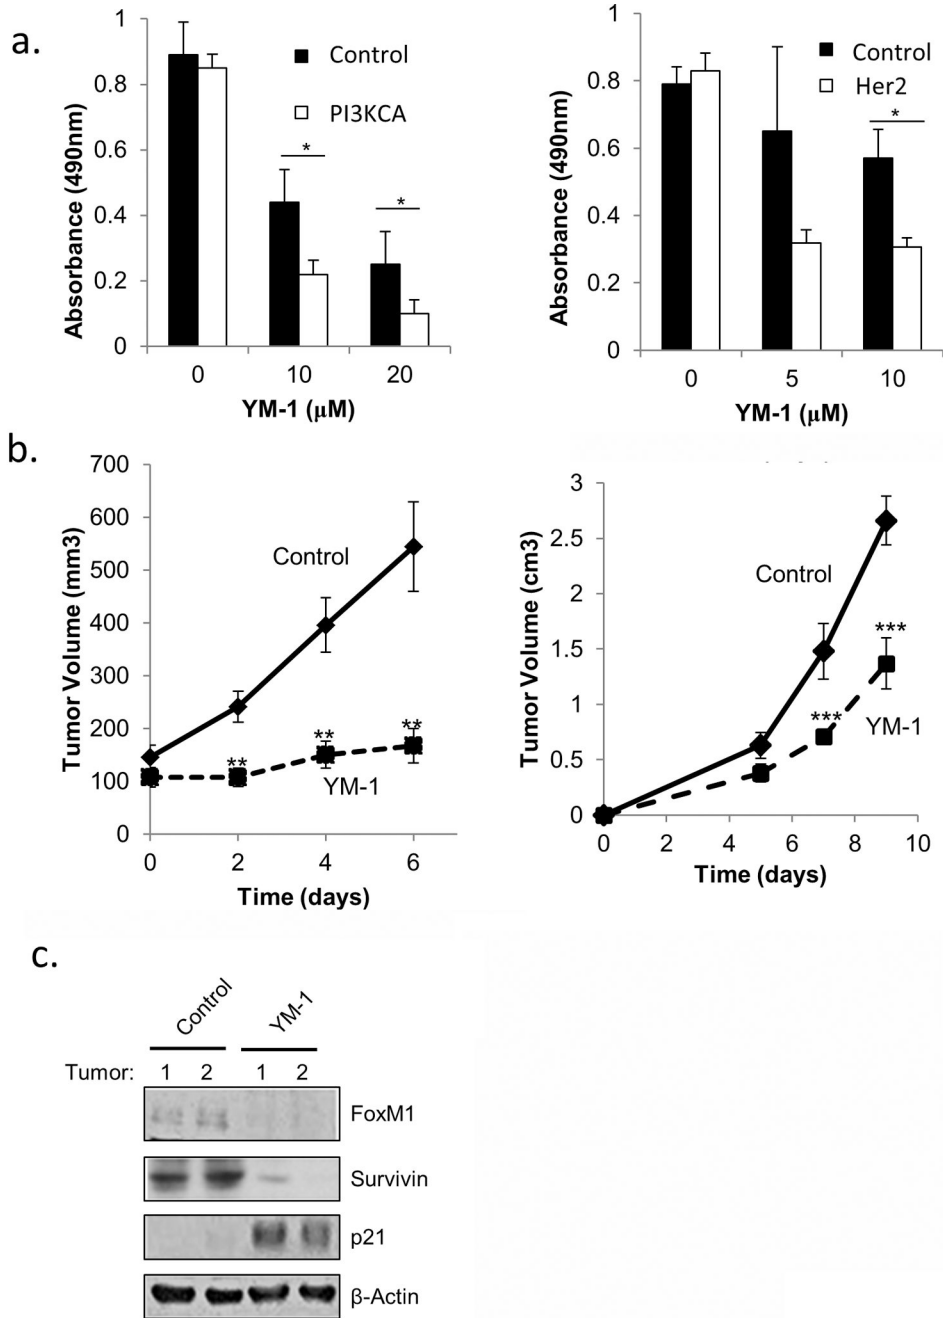 a.
1
0.8
0.6
0.4
0.2
0
Absorbance (490nm)
Control
PI3KCA
*
*
0 10 20
YM-1 (μM)
1
0.8
0.6
0.4
0.2
0
Absorbance (490nm)
Control
Her2
*
0 5 10
YM-1 (μM)
b.
700
600
500
400
300
200
100
0
Tumor Volume (mm3)
Control
** ** **
YM-1
0 2 4 6
Time (days)
3
2.5
2
1.5
1
0.5
0
Tumor Volume (cm3)
Control
***
***
YM-1
0 2 4 6 8 10
Time (days)
c.
Control YM-1
Tumor: 1 2 1 2
FoxM1
Survivin
p21
β-Actin